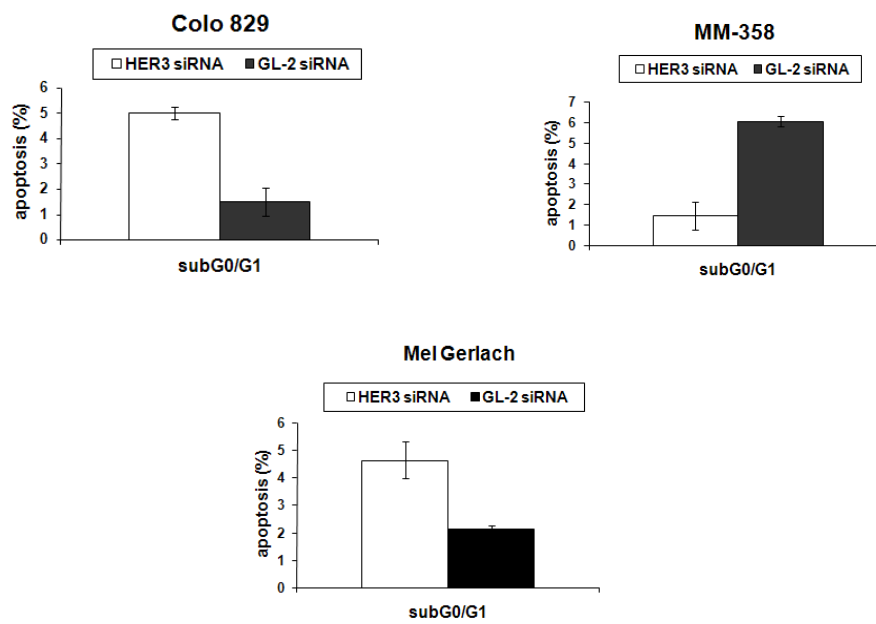 Colo 829
HER3 siRNA GL-2 siRNA
apoptosis (%)
6
5
4
3
2
1
0
subG0/G1
MM-358
HER3 siRNA GL-2 siRNA
apoptosis (%)
7
6
5
4
3
2
1
0
subG0/G1
Mel Gerlach
HER3 siRNA GL-2 siRNA
apoptosis (%)
6
5
4
3
2
1
0
subG0/G1